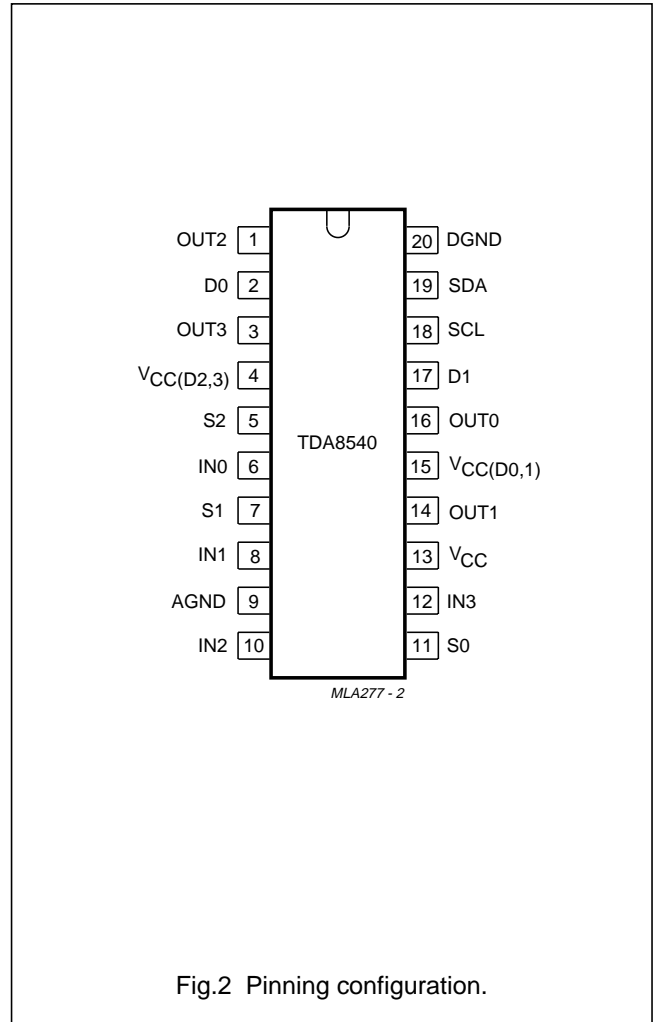 OUT2 1 20 DGND
D0 2 19 SDA
OUT3 3 18 SCL
VCC(D2,3) 4 17 D1
S2 5 16 OUT0
TDA8540
IN0 6 15 VCC(D0,1)
S1 7 14 OUT1
IN1 8 13 VCC
AGND 9 12 IN3
IN2 10 11 S0
MLA277 - 2
Fig.2 Pinning configuration.